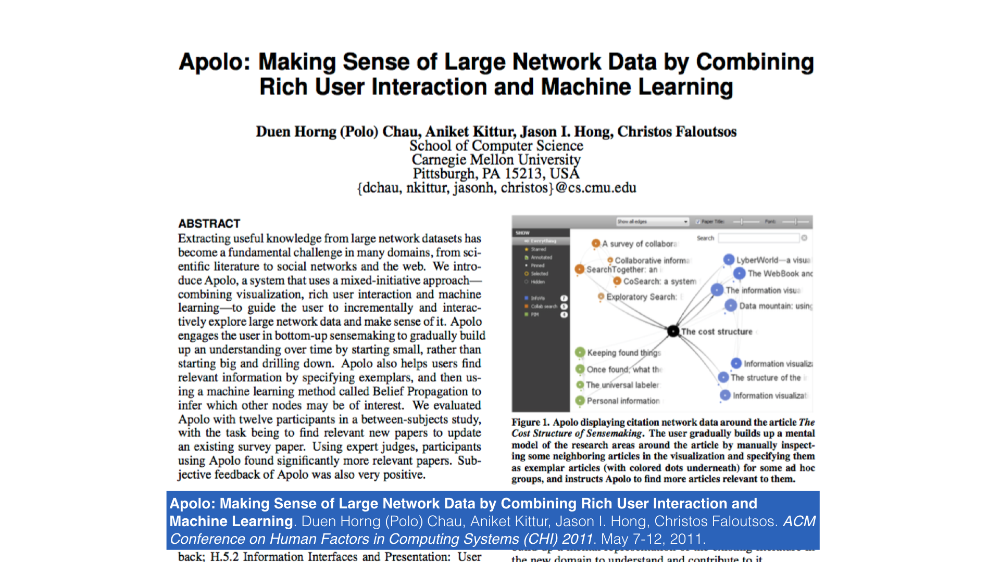 Apolo: Making Sense of Large Network Data by Combining
Rich User Interaction and Machine Learning
Duen Horng (Polo) Chau, Aniket Kittur, Jason I. Hong, Christos Faloutsos
School of Computer Science
Carnegie Mellon University
Pittsburgh, PA 15213, USA
{dchau, nkittur, jasonh, christos}@cs.cmu.edu
ABSTRACT
Extracting useful knowledge from large network datasets has
become a fundamental challenge in many domains, from sci-
entific literature to social networks and the web. We intro-
duce Apolo, a system that uses a mixed-initiative approach—
combining visualization, rich user interaction and machine
learning—to guide the user to incrementally and interac-
tively explore large network data and make sense of it. Apolo
engages the user in bottom-up sensemaking to gradually build
up an understanding over time by starting small, rather than
starting big and drilling down. Apolo also helps users find
relevant information by specifying exemplars, and then us-
ing a machine learning method called Belief Propagation to
infer which other nodes may be of interest. We evaluated
Apolo with twelve participants in a between-subjects study,
with the task being to find relevant new papers to update
an existing survey paper. Using expert judges, participants
using Apolo found significantly more relevant papers. Sub-
jective feedback of Apolo was also very positive.
Show all edges
Paper Title:
Font:
SHOW
Everything
Starred
Annotated
Pinned
Selected
Hidden
InfoVis 7
Collab search 5
PIM 4
Search
A survey of collabora
Collaborative informa
SearchTogether: an
CoSearch: a system
Exploratory Search:
LyberWorld—a visua
The WebBook and
The information visua
Data mountain: using
The cost structure
Keeping found things
Once found, what the
The universal labeler
Personal information
Information visualiza
The structure of the
Information visualizati
Figure 1. Apolo displaying citation network data around the article The
Cost Structure of Sensemaking. The user gradually builds up a mental
model of the research areas around the article by manually inspect-
ing some neighboring articles in the visualization and specifying them
as exemplar articles (with colored dots underneath) for some ad hoc
groups, and instructs Apolo to find more articles relevant to them.
Apolo: Making Sense of Large Network Data by Combining Rich User Interaction and
Machine Learning. Duen Horng (Polo) Chau, Aniket Kittur, Jason I. Hong, Christos Faloutsos. ACM
Conference on Human Factors in Computing Systems (CHI) 2011. May 7-12, 2011.
back; H.5.2 Information Interfaces and Presentation: User
the new domain to understand and contribute to it.